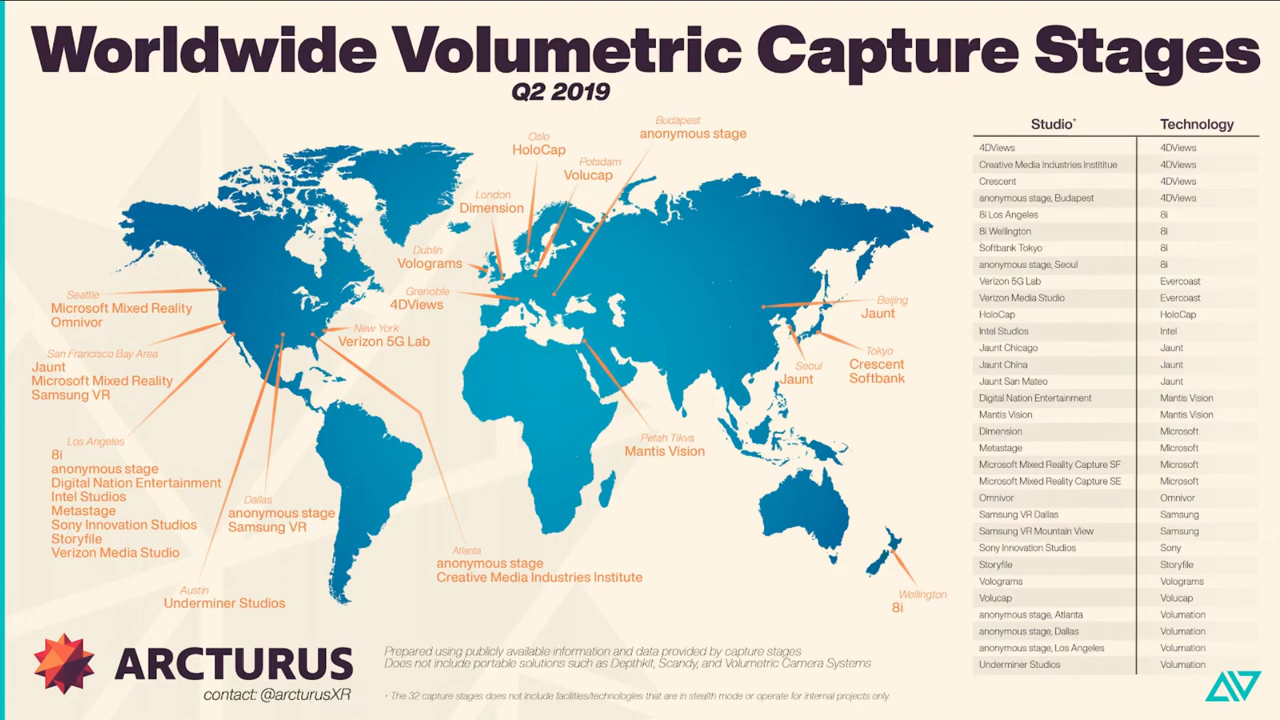 Worldwide Volumetric Capture Stages
Q2 2019
Budapest
anonymous stage
Oslo
HoloCap
Potsdam
Volucap
London
Dimension
Dublin
Volograms
Grenoble
4DViews
Seattle
Microsoft Mixed Reality
Omnivor
New York
Verizon 5G Lab
San Francisco Bay Area
Jaunt
Microsoft Mixed Reality
Samsung VR
Beijing
Jaunt
Seoul
Jaunt
Tokyo
Crescent
Softbank
Petah Tikva
Mantis Vision
Los Angeles
8i
anonymous stage
Digital Nation Entertainment
Intel Studios
Metastage
Sony Innovation Studios
Storyfile
Verizon Media Studio
Dallas
anonymous stage
Samsung VR
Atlanta
anonymous stage
Creative Media Industries Institute
Austin
Underminer Studios
Wellington
8i
Studio* Technology
4DViews 4DViews
Creative Media Industries Instititue 4DViews
Crescent 4DViews
anonymous stage, Budapest 4DViews
8i Los Angeles 8i
8i Wellington 8i
Softbank Tokyo 8i
anonymous stage, Seoul 8i
Verizon 5G Lab Evercoast
Verizon Media Studio Evercoast
HoloCap HoloCap
Intel Studios Intel
Jaunt Chicago Jaunt
Jaunt China Jaunt
Jaunt San Mateo Jaunt
Digital Nation Entertainment Mantis Vision
Mantis Vision Mantis Vision
Dimension Microsoft
Metastage Microsoft
Microsoft Mixed Reality Capture SF Microsoft
Microsoft Mixed Reality Capture SE Microsoft
Omnivor Omnivor
Samsung VR Dallas Samsung
Samsung VR Mountain View Samsung
Sony Innovation Studios Sony
Storyfile Storyfile
Volograms Volograms
Volucap Volucap
anonymous stage, Atlanta Volumation
anonymous stage, Dallas Volumation
anonymous stage, Los Angeles Volumation
Underminer Studios Volumation
ARCTURUS
contact: @arcturusXR
Prepared using publicly available information and data provided by capture stages
Does not include portable solutions such as Depthkit, Scandy, and Volumetric Camera Systems
* The 32 capture stages does not include facilities/technologies that are in stealth mode or operate for internal projects only